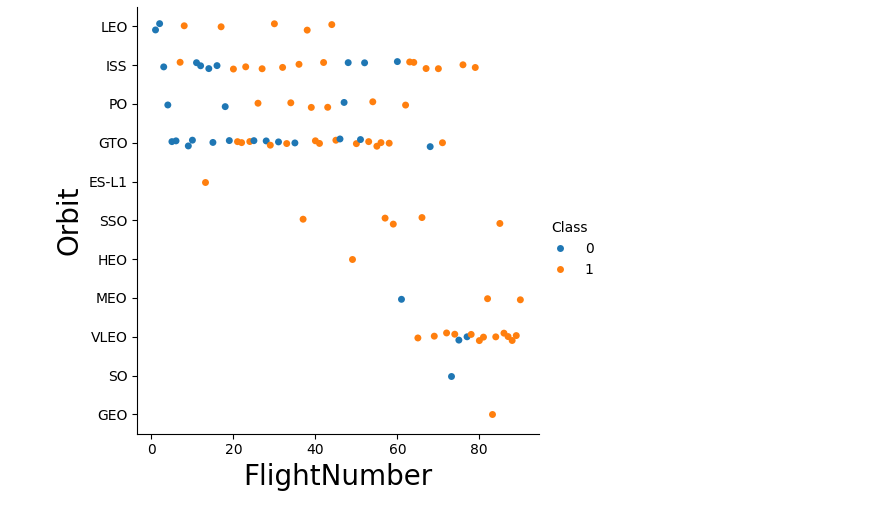 LEO
ISS
PO
GTO
ES-L1
SSO
HEO
MEO
VLEO
SO
GEO
Orbit
0 20 40 60 80
FlightNumber
Class
0
1